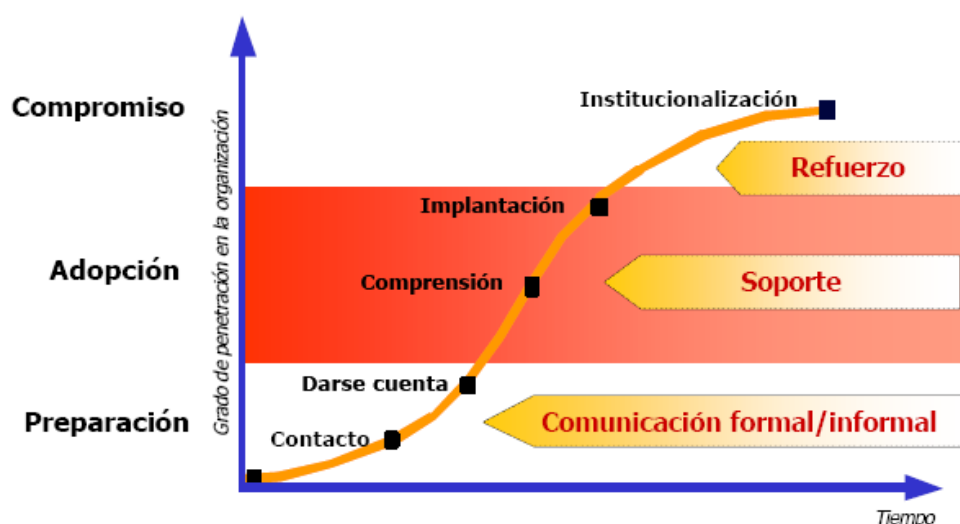 Compromiso
Institucionalización
Refuerzo
Grado de penetración en la organización
Implantación
Adopción
Comprensión
Soporte
Darse cuenta
Preparación
Contacto
Comunicación formal/informal
Tiempo